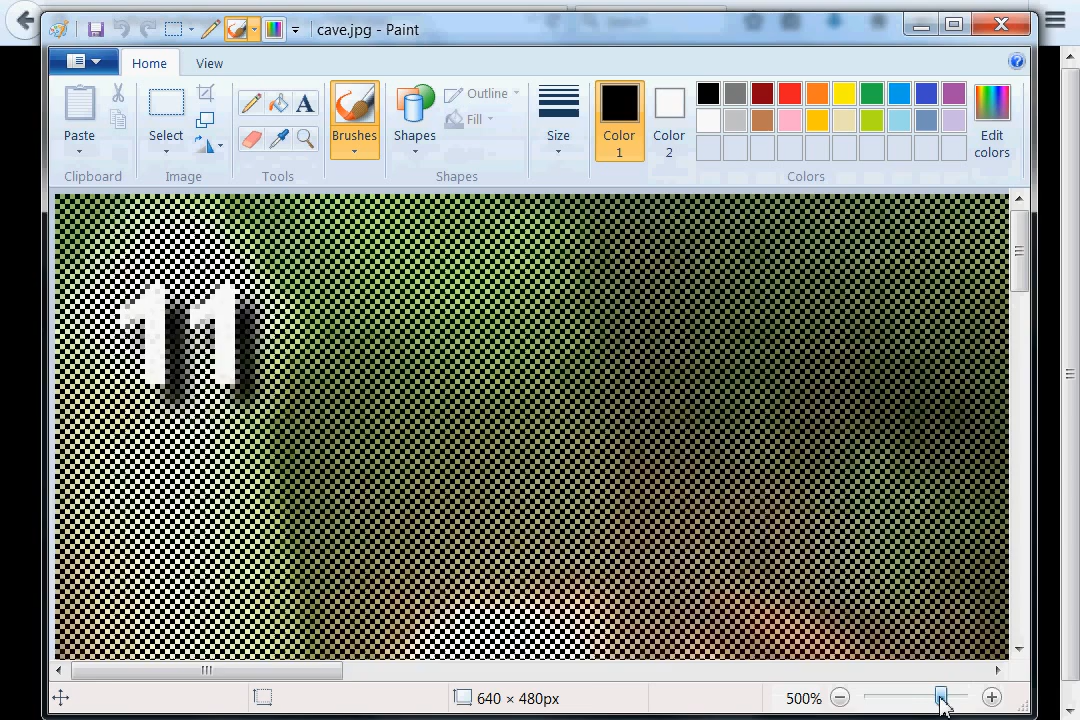 cave.jpg - Paint
Home View
Paste
Select
Brushes
Shapes
Outline
Fill
Size
Color 1
Color 2
Edit colors
Clipboard Image Tools Shapes Colors
11
640 × 480px 500%